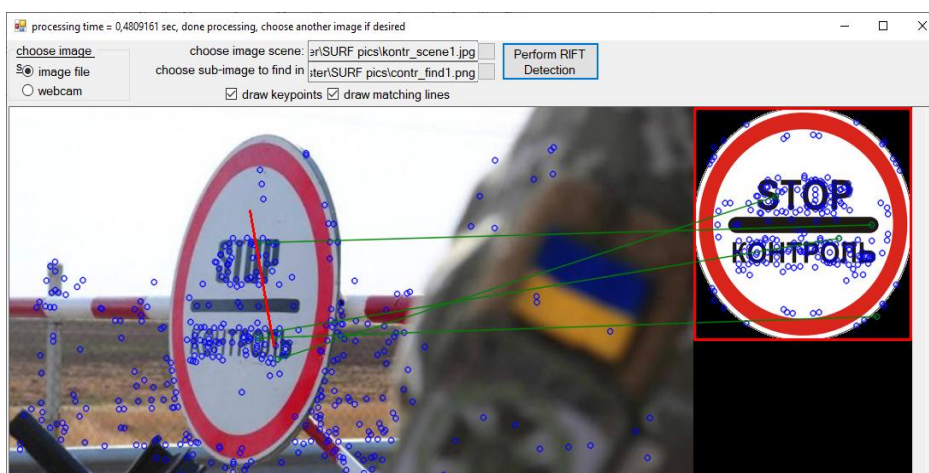 processing time = 0,4809161 sec, done processing, choose another image if desired
choose image
choose image scene: er\SURF pics\kontr_scene1.jpg
Perform RIFT Detection
image file
choose sub-image to find in ster\SURF pics\contr_find1.png
webcam
draw keypoints draw matching lines
STOP
КОНТРОЛЬ